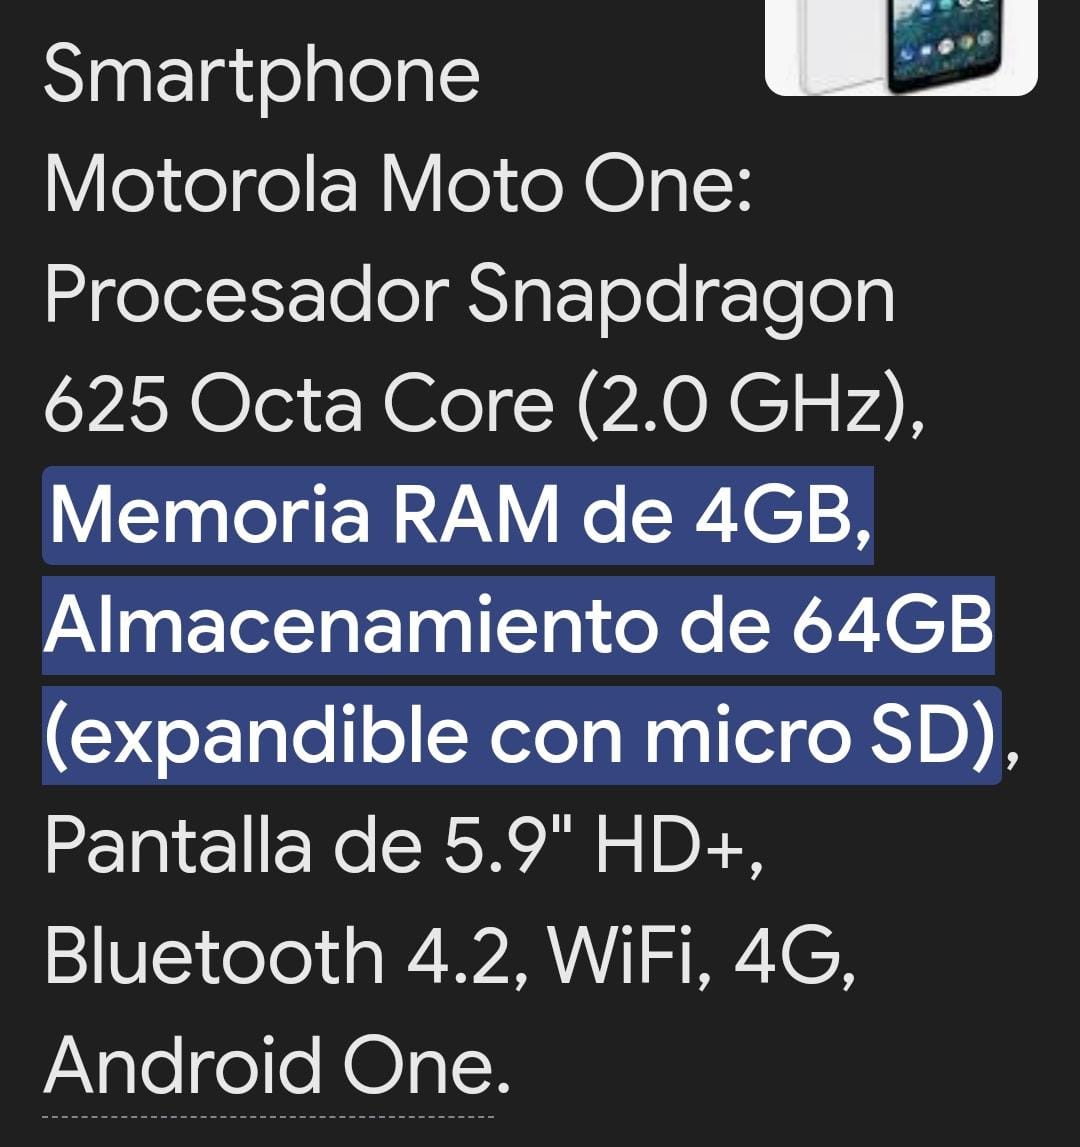 Smartphone
Motorola Moto One:
Procesador Snapdragon
625 Octa Core (2.0 GHz),
Memoria RAM de 4GB,
Almacenamiento de 64GB
(expandible con micro SD),
Pantalla de 5.9" HD+,
Bluetooth 4.2, WiFi, 4G,
Android One.